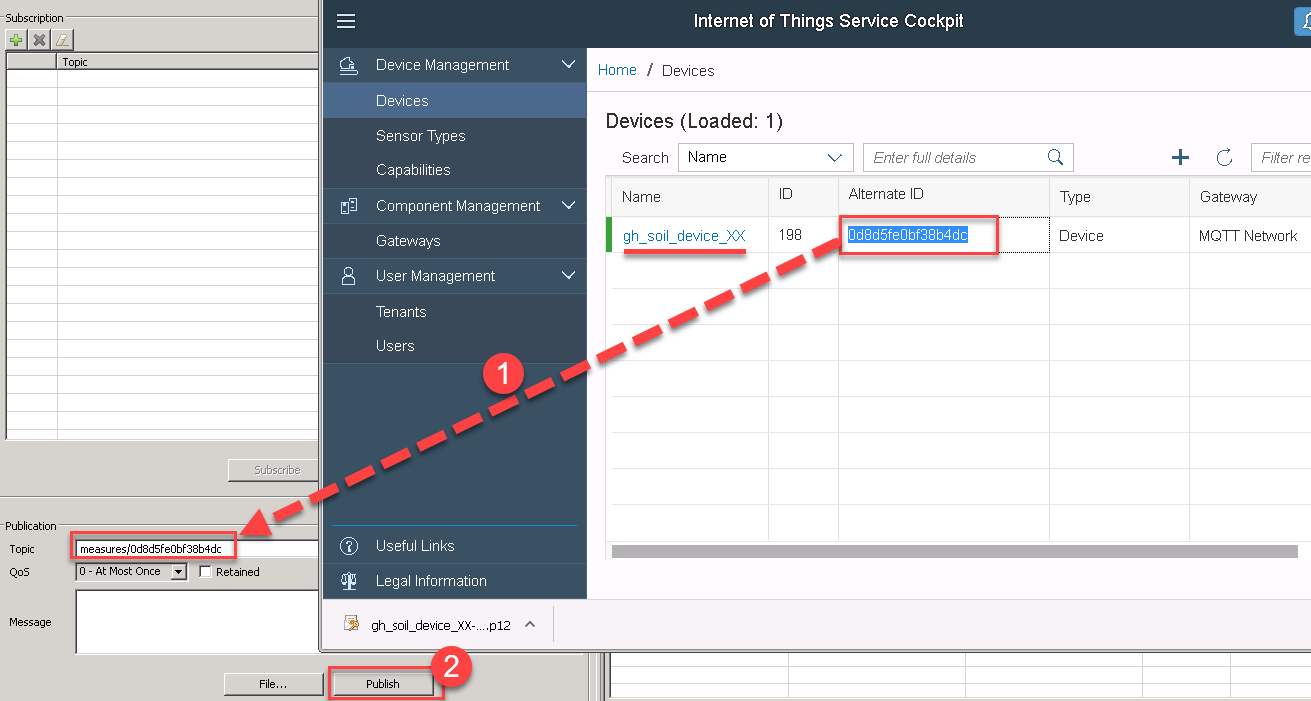 Subscription
Topic
Subscribe
Publication
Topic
measures/0d8d5fe0bf38b4dc
QoS
0 - At Most Once
Retained
Message
File...
Publish
2
1
Internet of Things Service Cockpit
Device Management
Devices
Sensor Types
Capabilities
Component Management
Gateways
User Management
Tenants
Users
Useful Links
Legal Information
Home / Devices
Devices (Loaded: 1)
Search
Name
Enter full details
Filter re
Name
ID
Alternate ID
Type
Gateway
gh_soil_device_XX
198
0d8d5fe0bf38b4dc
Device
MQTT Network
gh_soil_device_XX-....p12